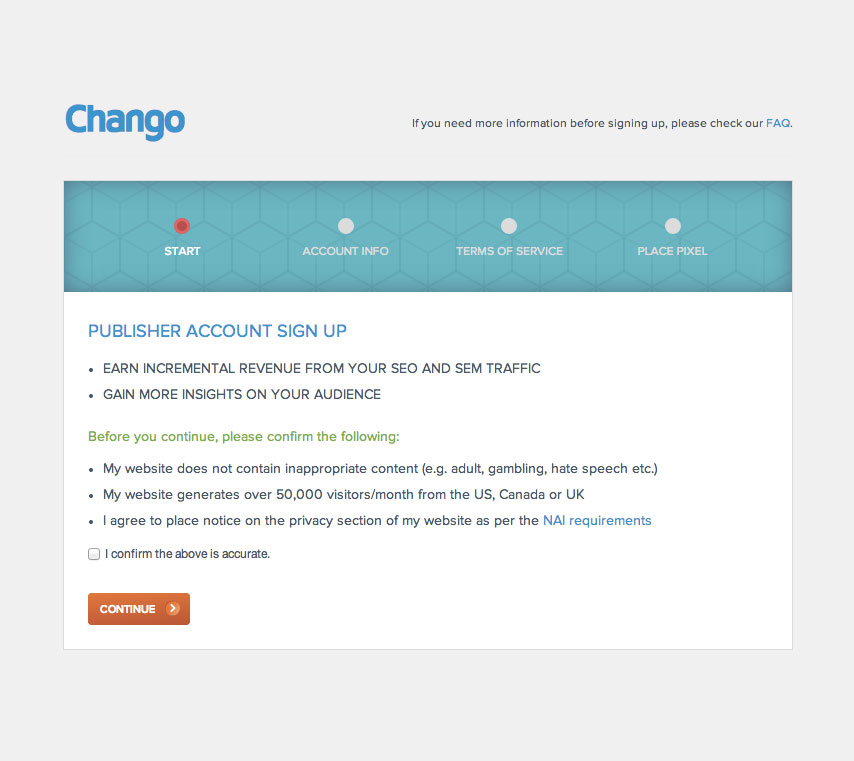 Chango
If you need more information before signing up, please check our FAQ.
START
ACCOUNT INFO
TERMS OF SERVICE
PLACE PIXEL
PUBLISHER ACCOUNT SIGN UP
• EARN INCREMENTAL REVENUE FROM YOUR SEO AND SEM TRAFFIC
• GAIN MORE INSIGHTS ON YOUR AUDIENCE
Before you continue, please confirm the following:
• My website does not contain inappropriate content (e.g. adult, gambling, hate speech etc.)
• My website generates over 50,000 visitors/month from the US, Canada or UK
• I agree to place notice on the privacy section of my website as per the NAI requirements
I confirm the above is accurate.
CONTINUE